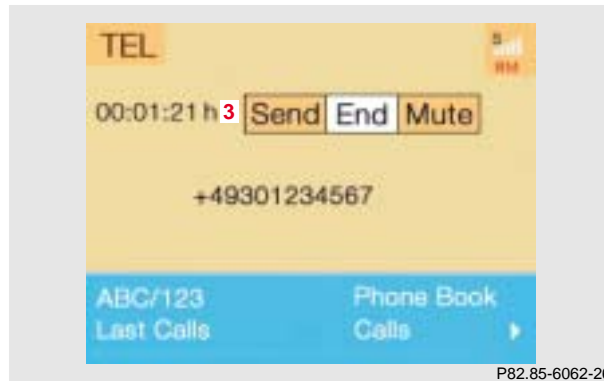 TEL
00:01:21 h 3 Send End Mute
+49301234567
ABC/123 Phone Book
Last Calls Calls
P82.85-6062-26